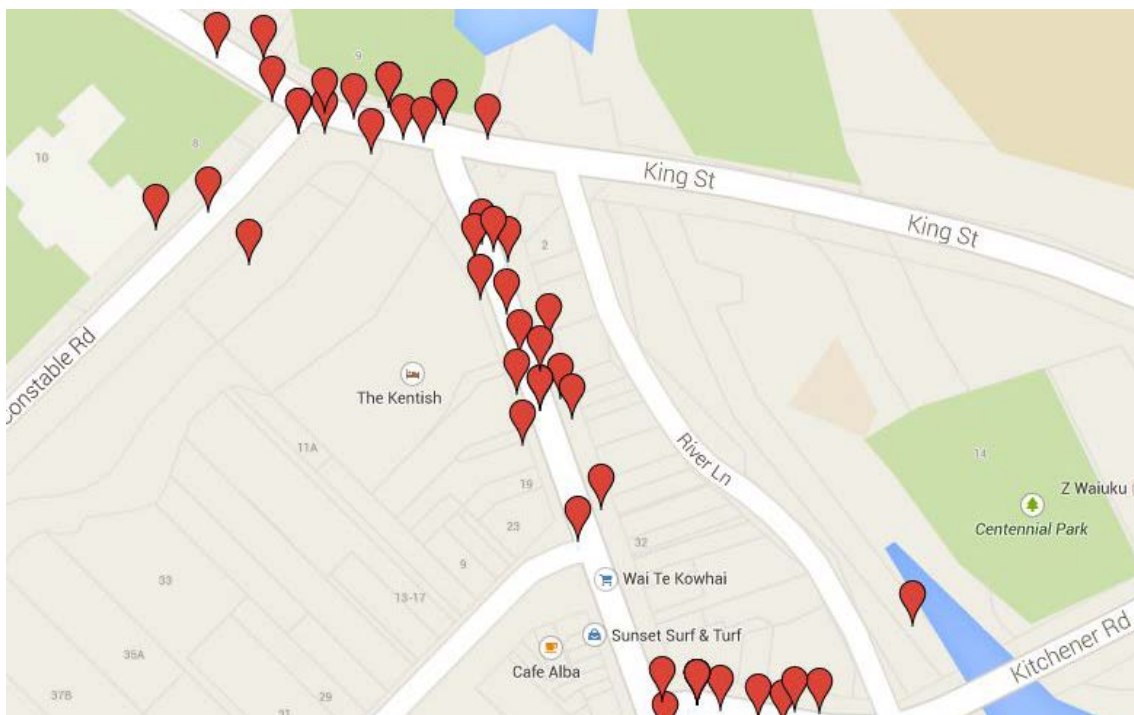 9
8
10
King St
King St
2
Constable Rd
The Kentish
11A
River Ln
14
Z Waiuku
Centennial Park
19
23
32
9
Wai Te Kowhai
33
13-17
Sunset Surf & Turf
Kitchener Rd
35A
Cafe Alba
37B
29
31